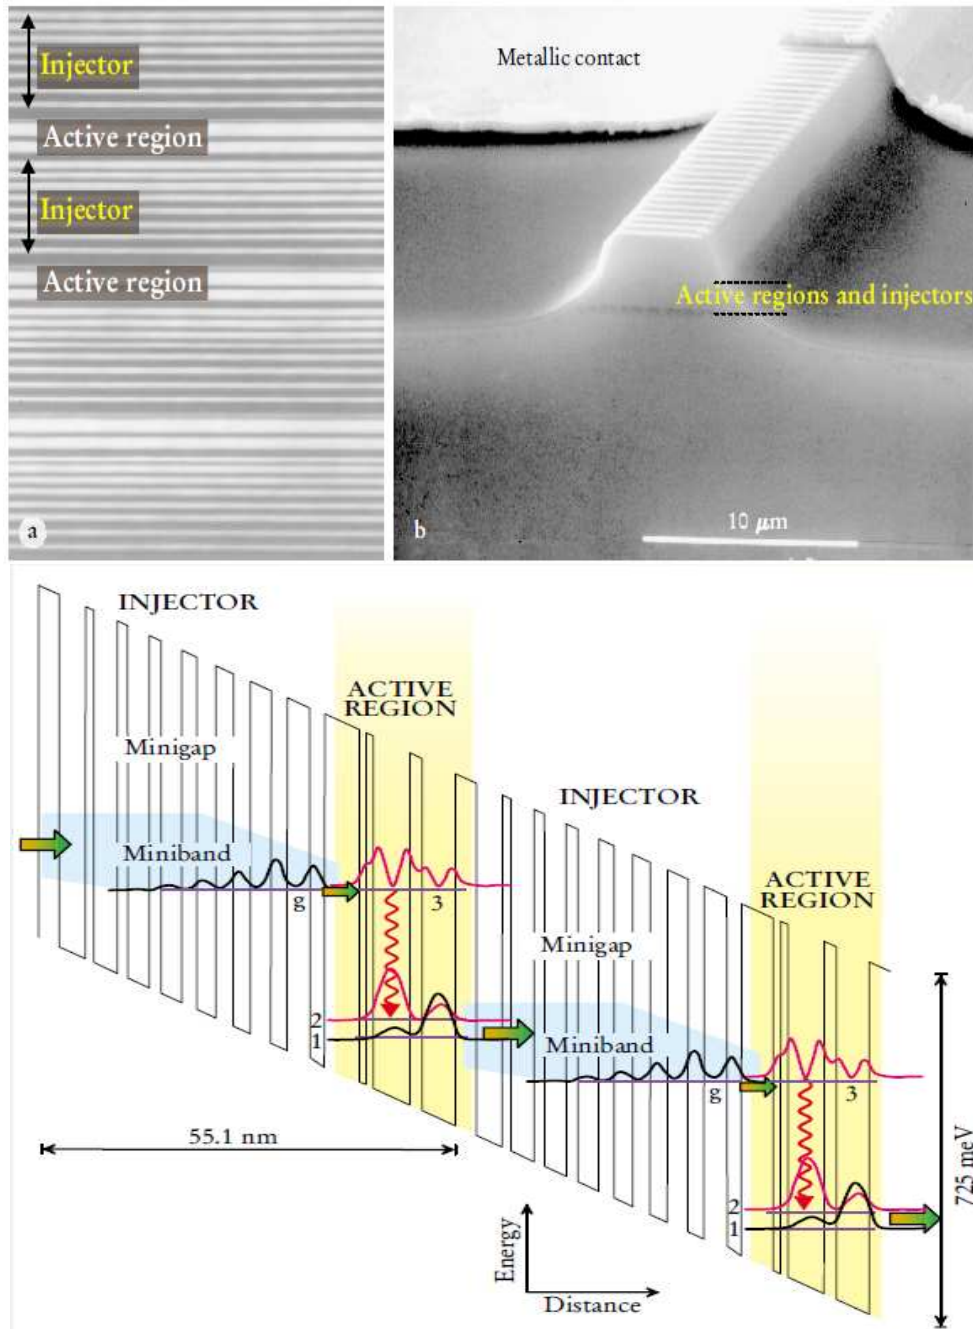 Injector
Active region
Injector
Active region
a
Metallic contact
Active regions and injectors
10 μm
b
INJECTOR
ACTIVE
REGION
Minigap
Miniband
g
3
2
1
INJECTOR
ACTIVE
REGION
Minigap
Miniband
g
3
2
1
55.1 nm
725 meV
Energy
Distance